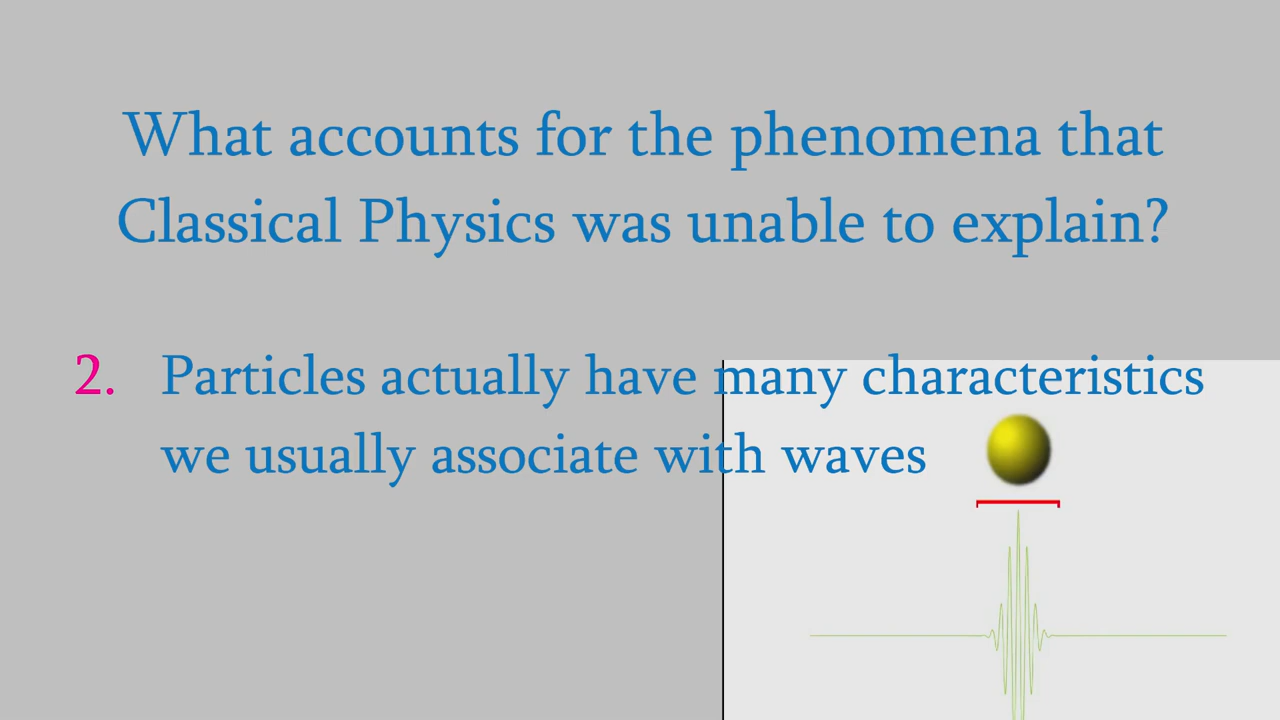 What accounts for the phenomena that
Classical Physics was unable to explain?
2. Particles actually have many characteristics
we usually associate with waves